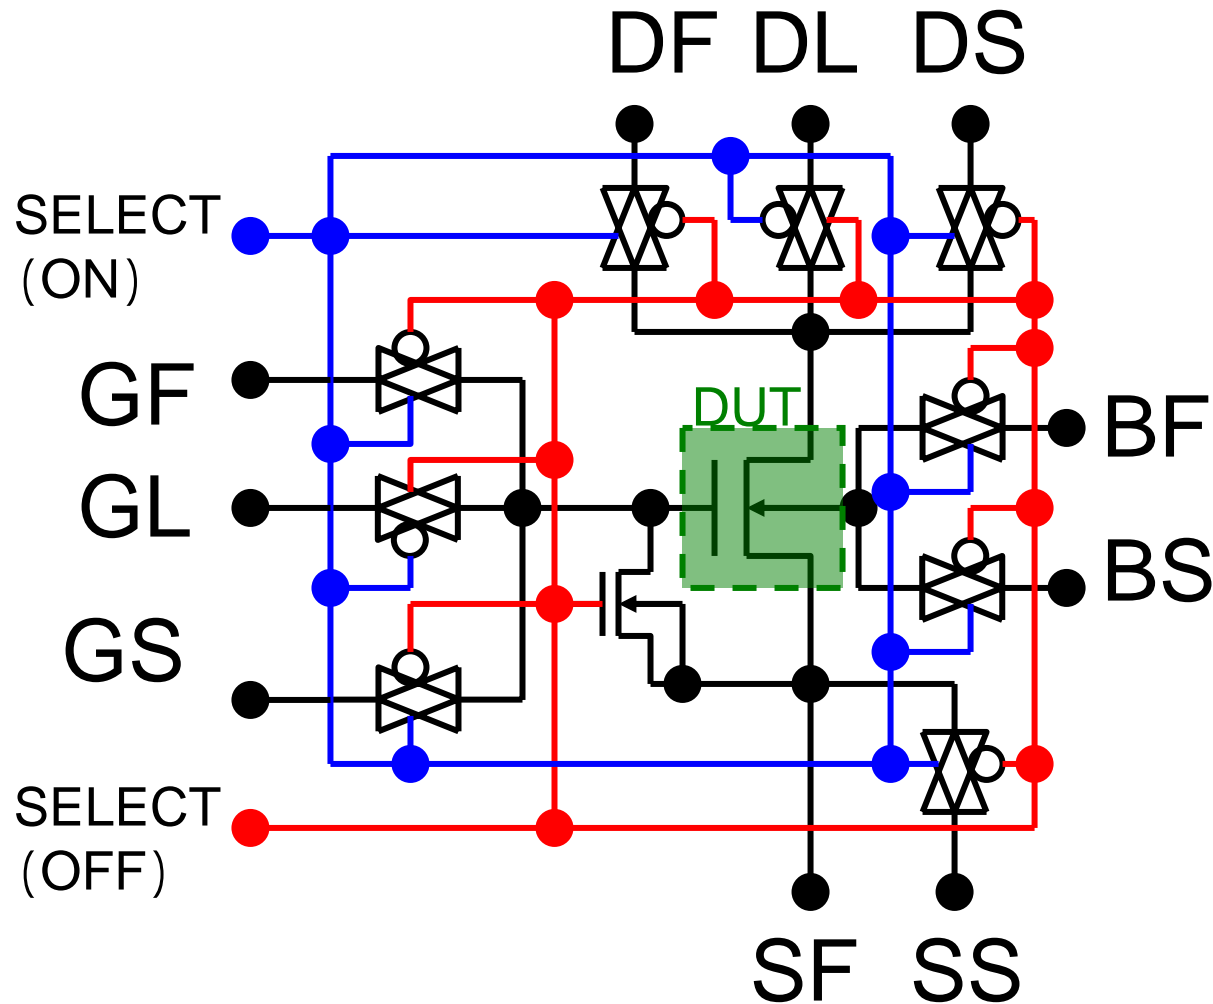 DF DL DS
SELECT
(ON)
GF
DUT
BF
GL
BS
GS
SELECT
(OFF)
SF SS